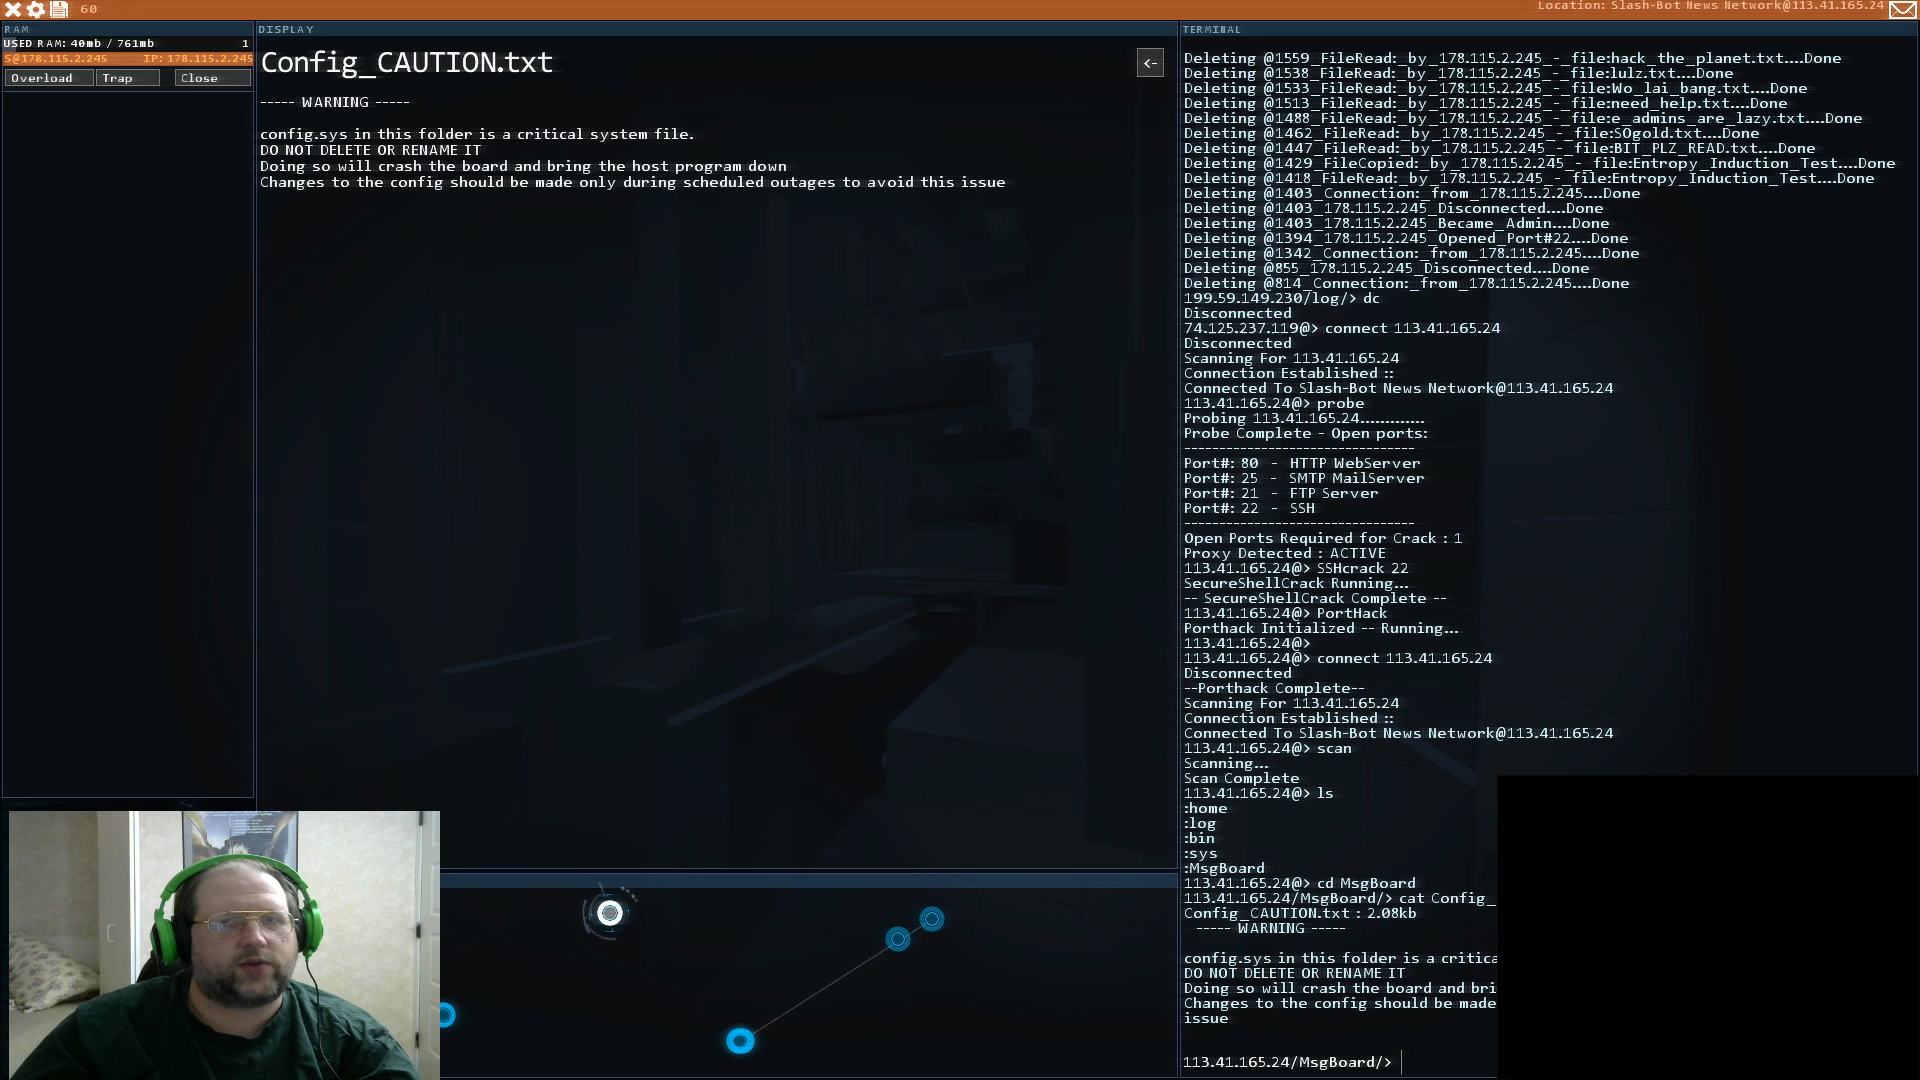 60
Location: Slash-Bot News Network@113.41.165.24
RAM
USED RAM: 40mb / 761mb 1
S@178.115.2.245 IP: 178.115.2.245
Overload Trap Close
DISPLAY
Config_CAUTION.txt
<-
----- WARNING -----
config.sys in this folder is a critical system file.
DO NOT DELETE OR RENAME IT
Doing so will crash the board and bring the host program down
Changes to the config should be made only during scheduled outages to avoid this issue
TERMINAL
Deleting @1559_FileRead:_by_178.115.2.245_-_file:hack_the_planet.txt....Done
Deleting @1538_FileRead:_by_178.115.2.245_-_file:lulz.txt....Done
Deleting @1533_FileRead:_by_178.115.2.245_-_file:Wo_lai_bang.txt....Done
Deleting @1513_FileRead:_by_178.115.2.245_-_file:need_help.txt....Done
Deleting @1488_FileRead:_by_178.115.2.245_-_file:e_admins_are_lazy.txt....Done
Deleting @1462_FileRead:_by_178.115.2.245_-_file:SOgold.txt....Done
Deleting @1447_FileRead:_by_178.115.2.245_-_file:BIT_PLZ_READ.txt....Done
Deleting @1429_FileCopied:_by_178.115.2.245_-_file:Entropy_Induction_Test....Done
Deleting @1418_FileRead:_by_178.115.2.245_-_file:Entropy_Induction_Test....Done
Deleting @1403_Connection:_from_178.115.2.245....Done
Deleting @1403_178.115.2.245_Disconnected....Done
Deleting @1403_178.115.2.245_Became_Admin....Done
Deleting @1394_178.115.2.245_Opened_Port#22....Done
Deleting @1342_Connection:_from_178.115.2.245....Done
Deleting @855_178.115.2.245_Disconnected....Done
Deleting @814_Connection:_from_178.115.2.245....Done
199.59.149.230/log/> dc
Disconnected
74.125.237.119@> connect 113.41.165.24
Disconnected
Scanning For 113.41.165.24
Connection Established ::
Connected To Slash-Bot News Network@113.41.165.24
113.41.165.24@> probe
Probing 113.41.165.24.............
Probe Complete - Open ports:
---------------------------------
Port#: 80 - HTTP WebServer
Port#: 25 - SMTP MailServer
Port#: 21 - FTP Server
Port#: 22 - SSH
---------------------------------
Open Ports Required for Crack : 1
Proxy Detected : ACTIVE
113.41.165.24@> SSHcrack 22
SecureShellCrack Running...
-- SecureShellCrack Complete --
113.41.165.24@> PortHack
Porthack Initialized -- Running...
113.41.165.24@>
113.41.165.24@> connect 113.41.165.24
Disconnected
--Porthack Complete--
Scanning For 113.41.165.24
Connection Established ::
Connected To Slash-Bot News Network@113.41.165.24
113.41.165.24@> scan
Scanning...
Scan Complete
113.41.165.24@> ls
:home
:log
:bin
:sys
:MsgBoard
113.41.165.24@> cd MsgBoard
113.41.165.24/MsgBoard/> cat Config_
Config_CAUTION.txt : 2.08kb
----- WARNING -----
config.sys in this folder is a critica
DO NOT DELETE OR RENAME IT
Doing so will crash the board and bri
Changes to the config should be made
issue
113.41.165.24/MsgBoard/>